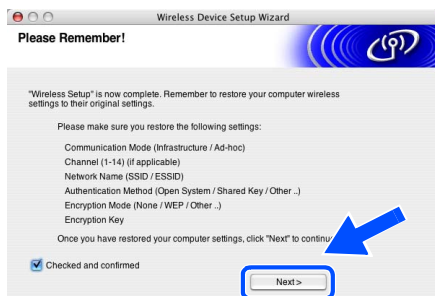 Wireless Device Setup Wizard
Please Remember!
"Wireless Setup" is now complete. Remember to restore your computer wireless
settings to their original settings.
Please make sure you restore the following settings:
Communication Mode (Infrastructure / Ad-hoc)
Channel (1-14) (if applicable)
Network Name (SSID / ESSID)
Authentication Method (Open System / Shared Key / Other ..)
Encryption Mode (None / WEP / Other ..)
Encryption Key
Once you have restored your computer settings, click "Next" to
Checked and confirmed
Next >